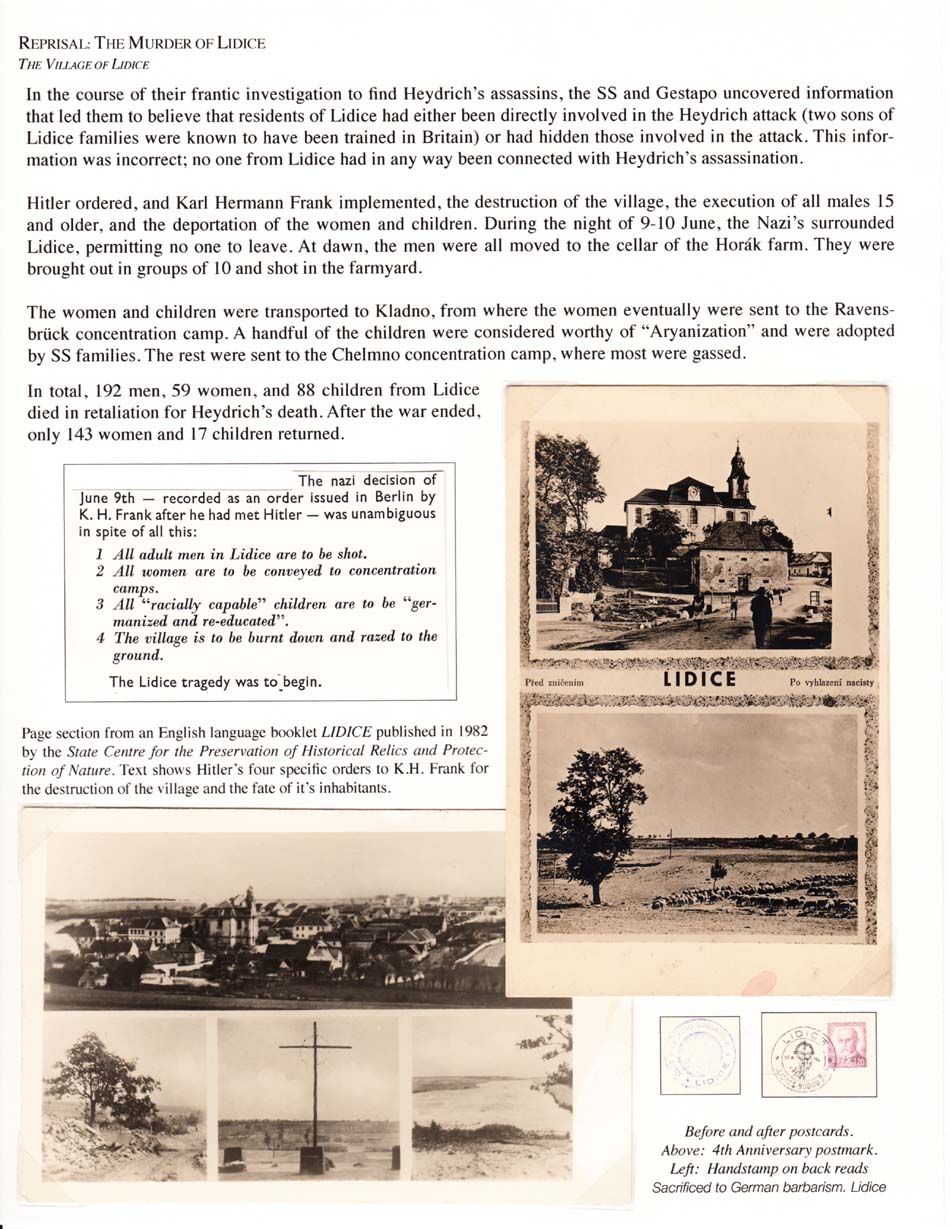 REPRISAL: THE MURDER OF LIDICE
THE VILLAGE OF LIDICE
In the course of their frantic investigation to find Heydrich's assassins, the SS and Gestapo uncovered information
that led them to believe that residents of Lidice had either been directly involved in the Heydrich attack (two sons of
Lidice families were known to have been trained in Britain) or had hidden those involved in the attack. This infor-
mation was incorrect; no one from Lidice had in any way been connected with Heydrich's assassination.
Hitler ordered, and Karl Hermann Frank implemented, the destruction of the village, the execution of all males 15
and older, and the deportation of the women and children. During the night of 9-10 June, the Nazi's surrounded
Lidice, permitting no one to leave. At dawn, the men were all moved to the cellar of the Horák farm. They were
brought out in groups of 10 and shot in the farmyard.
The women and children were transported to Kladno, from where the women eventually were sent to the Ravens-
brück concentration camp. A handful of the children were considered worthy of “Aryanization” and were adopted
by SS families. The rest were sent to the Chelmno concentration camp, where most were gassed.
In total, 192 men, 59 women, and 88 children from Lidice
died in retaliation for Heydrich's death. After the war ended,
only 143 women and 17 children returned.
The nazi decision of
June 9th — recorded as an order issued in Berlin by
K. H. Frank after he had met Hitler — was unambiguous
in spite of all this:
1 All adult men in Lidice are to be shot.
2 All women are to be conveyed to concentration
camps.
3 All “racially capable” children are to be “ger-
manized and re-educated”.
4 The village is to be burnt down and razed to the
ground.
The Lidice tragedy was to begin.
Page section from an English language booklet LIDICE published in 1982
by the State Centre for the Preservation of Historical Relics and Protec-
tion of Nature. Text shows Hitler's four specific orders to K.H. Frank for
the destruction of the village and the fate of it's inhabitants.
Před zničením
LIDICE
Po vyhlazení nacisty
LIDICE
LIDICE
Before and after postcards.
Above: 4th Anniversary postmark.
Left: Handstamp on back reads
Sacrificed to German barbarism. Lidice